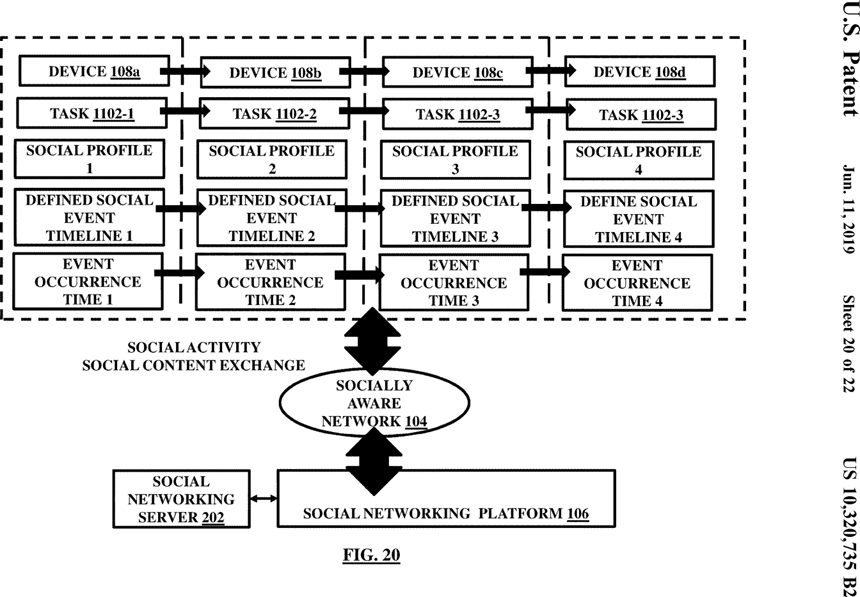 DEVICE 108a
DEVICE 108b
DEVICE 108c
DEVICE 108d
TASK 1102-1
TASK 1102-2
TASK 1102-3
TASK 1102-3
SOCIAL PROFILE
1
SOCIAL PROFILE
2
SOCIAL PROFILE
3
SOCIAL PROFILE
4
DEFINED SOCIAL
EVENT
TIMELINE 1
DEFINED SOCIAL
EVENT
TIMELINE 2
DEFINED SOCIAL
EVENT
TIMELINE 3
DEFINE SOCIAL
EVENT
TIMELINE 4
EVENT
OCCURRENCE
TIME 1
EVENT
OCCURRENCE
TIME 2
EVENT
OCCURRENCE
TIME 3
EVENT
OCCURRENCE
TIME 4
SOCIAL ACTIVITY
SOCIAL CONTENT EXCHANGE
SOCIALLY
AWARE
NETWORK 104
SOCIAL
NETWORKING
SERVER 202
SOCIAL NETWORKING PLATFORM 106
FIG. 20
U.S. Patent Jun. 11, 2019 Sheet 20 of 22 US 10,320,735 B2